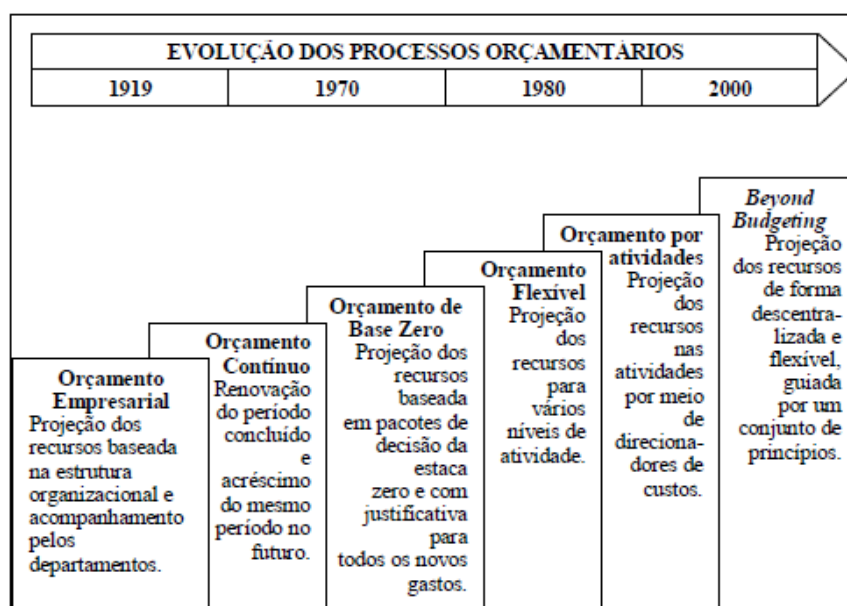 EVOLUÇÃO DOS PROCESSOS ORÇAMENTÁRIOS
1919
1970
1980
2000
Orçamento
Empresarial
Projeção dos
recursos baseada
na estrutura
organizacional e
acompanhamento
pelos
departamentos.
Orçamento
Contínuo
Renovação
do período
concluído
e
acréscimo
do mesmo
período no
futuro.
Orçamento de
Base Zero
Projeção dos
recursos
baseada
em pacotes de
decisão da
estaca
zero e com
justificativa
para
todos os novos
gastos.
Orçamento
Flexível
Projeção
dos
recursos
para
vários
níveis de
atividade.
Orçamento por
atividades
Projeção
dos
recursos
nas
atividades
por meio
de
direciona-
dores de
custos.
Beyond
Budgeting
Projeção
dos recursos
de forma
descentra-
lizada e
flexível,
guiada
por um
conjunto de
princípios.